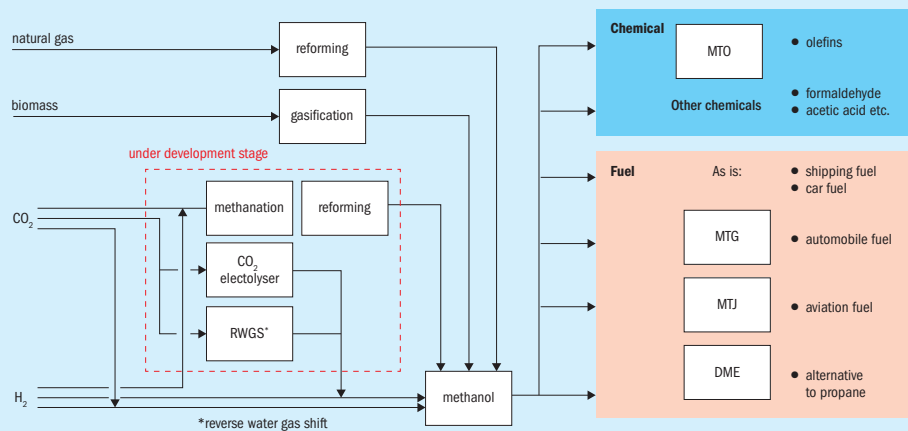 natural gas
reforming
biomass
gasification
under development stage
methanation
reforming
CO₂
CO₂
electolyser
RWGS*
H₂
methanol
*reverse water gas shift
Chemical
MTO
olefins
Other chemicals
formaldehyde
acetic acid etc.
Fuel
As is:
shipping fuel
car fuel
MTG
automobile fuel
MTJ
aviation fuel
DME
alternative
to propane